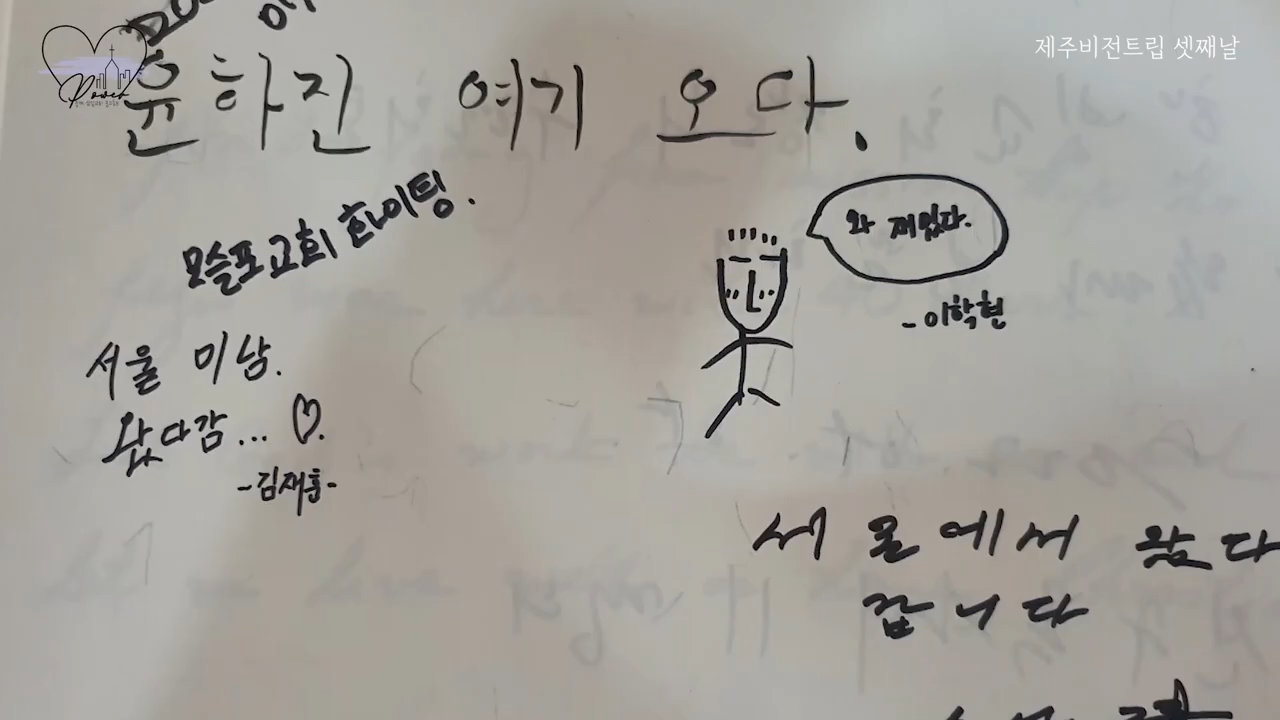 제주비전트립 셋째날
Power
윤하진 여기 오다.
모슬포교회 화이팅.
와 재밌다.
-이학현
서울 미남.
왔다감... ♡.
-김재훈-
에서 왔다
갑니다